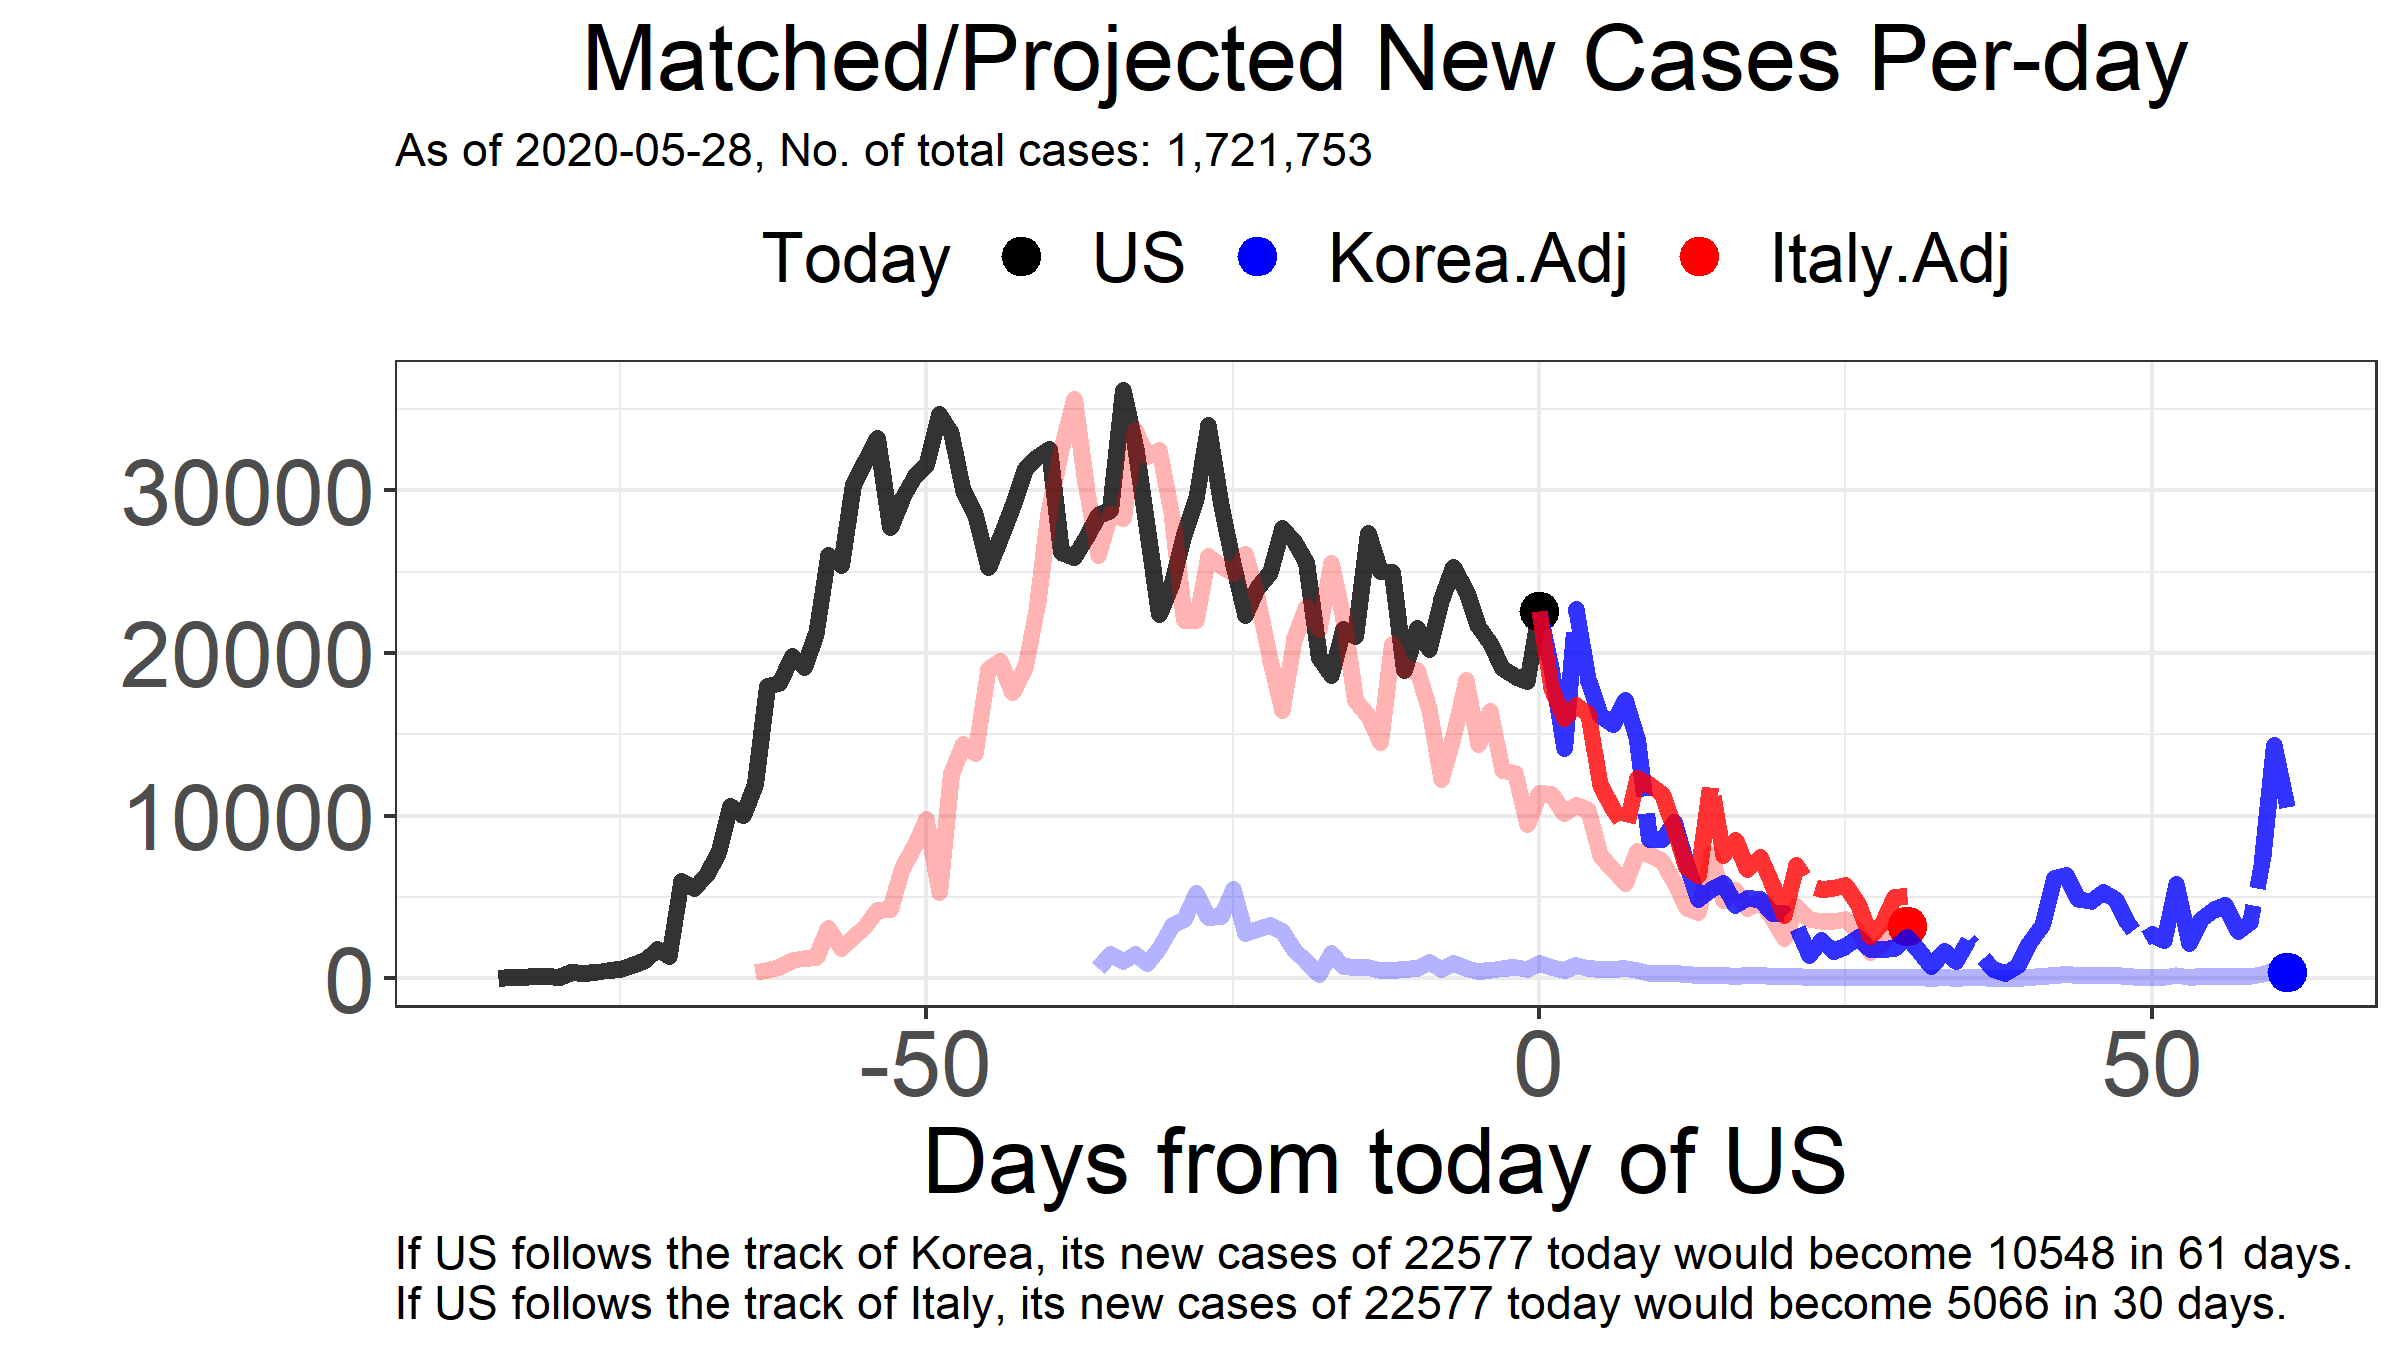 Matched/Projected New Cases Per-day
As of 2020-05-28, No. of total cases: 1,721,753
Today US Korea.Adj Italy.Adj
30000
20000
10000
0
-50 0 50
Days from today of US
If US follows the track of Korea, its new cases of 22577 today would become 10548 in 61 days.
If US follows the track of Italy, its new cases of 22577 today would become 5066 in 30 days.